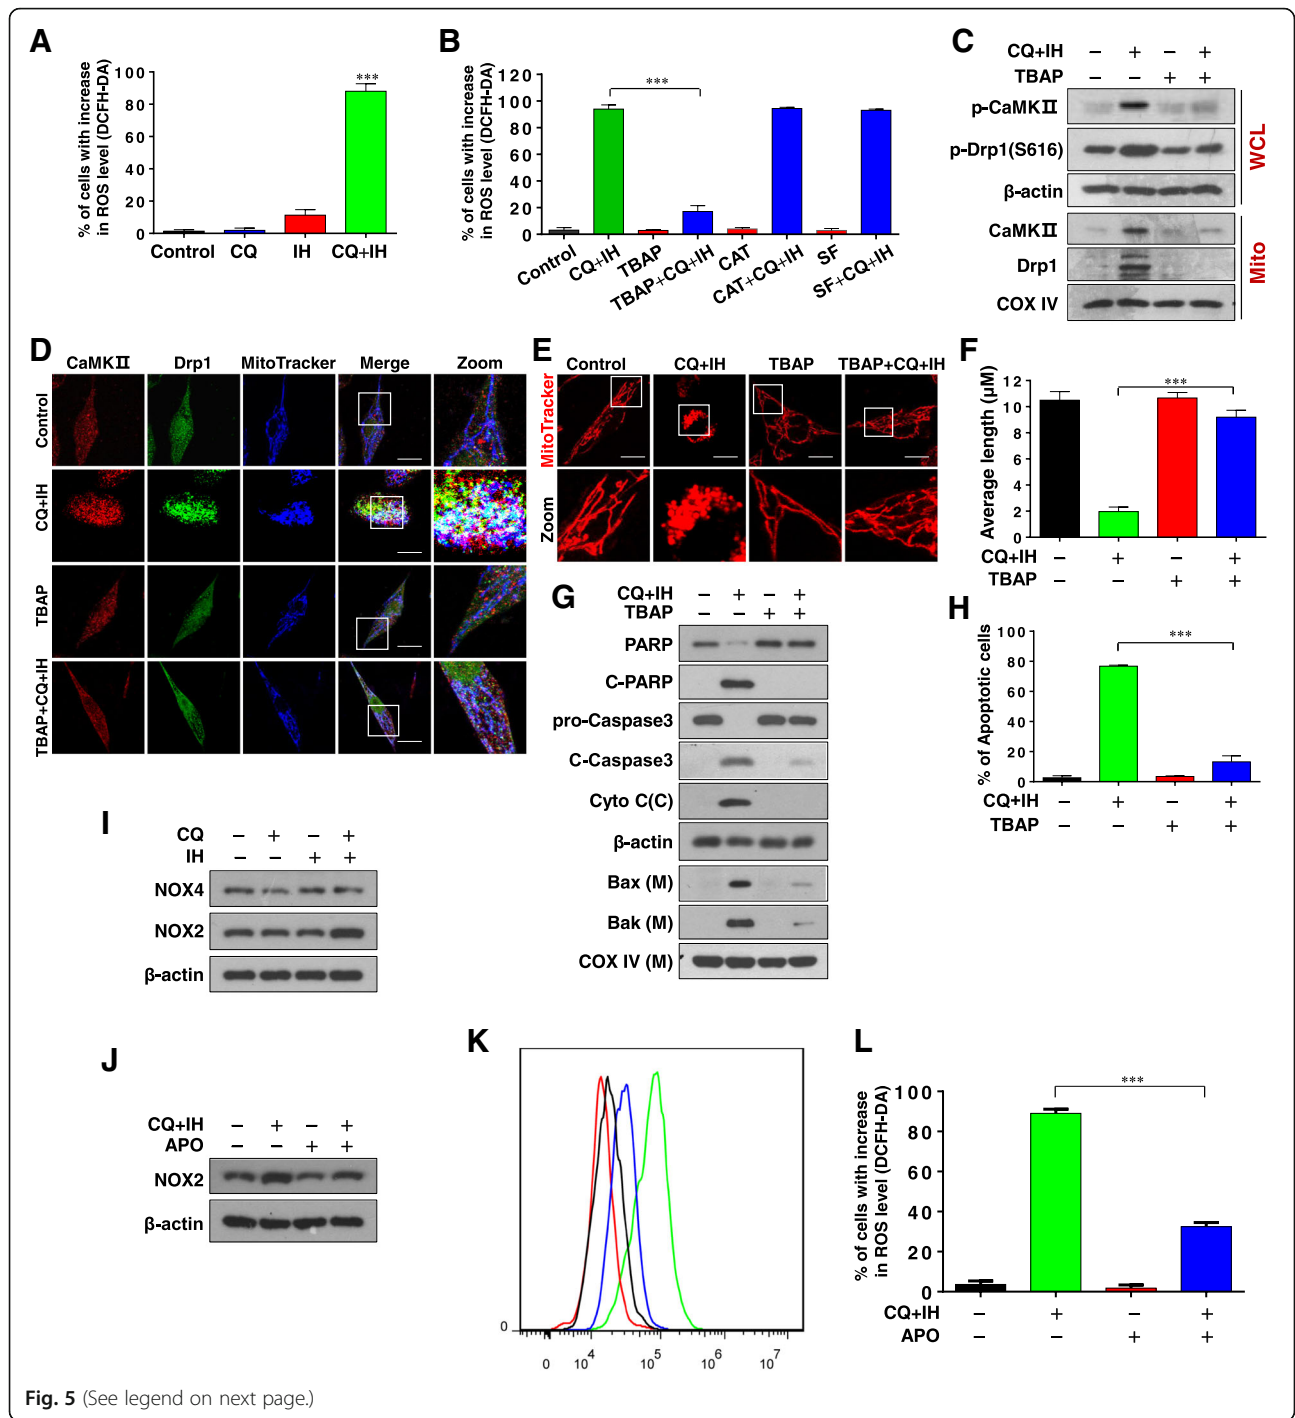 A
% of cells with increase
in ROS level (DCFH-DA)
100
80
60
40
20
0
***
Control CQ IH CQ+IH
B
% of cells with increase
in ROS level (DCFH-DA)
120
100
80
60
40
20
0
***
Control CQ+IH TBAP TBAP+CQ+IH CAT CAT+CQ+IH SF SF+CQ+IH
C
CQ+IH − + − +
TBAP − − + +
p-CaMKII
p-Drp1(S616)
β-actin
WCL
CaMKII
Drp1
COX IV
Mito
D
CaMKII Drp1 MitoTracker Merge Zoom
Control
CQ+IH
TBAP
TBAP+CQ+IH
E
Control CQ+IH TBAP TBAP+CQ+IH
MitoTracker
Zoom
F
Average length (μM)
12
10
8
6
4
2
0
***
CQ+IH − + − +
TBAP − − + +
G
CQ+IH − + − +
TBAP − − + +
PARP
C-PARP
pro-Caspase3
C-Caspase3
Cyto C(C)
β-actin
Bax (M)
Bak (M)
COX IV (M)
H
% of Apoptotic cells
100
80
60
40
20
0
***
CQ+IH − + − +
TBAP − − + +
I
CQ − + − +
IH − − + +
NOX4
NOX2
β-actin
J
CQ+IH − + − +
APO − − + +
NOX2
β-actin
K
0
0 10⁴ 10⁵ 10⁶ 10⁷
L
% of cells with increase
in ROS level (DCFH-DA)
100
80
60
40
20
0
***
CQ+IH − + − +
APO − − + +
Fig. 5 (See legend on next page.)